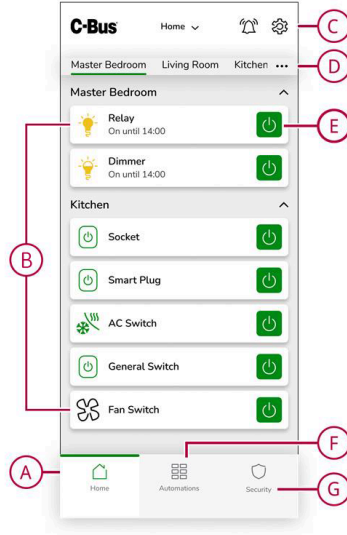 C-Bus Home C
Master Bedroom Living Room Kitchen ••• D
Master Bedroom
Relay E
On until 14:00
Dimmer
On until 14:00
Kitchen
Socket
B
Smart Plug
AC Switch
General Switch
Fan Switch
F
A Home Automations Security G